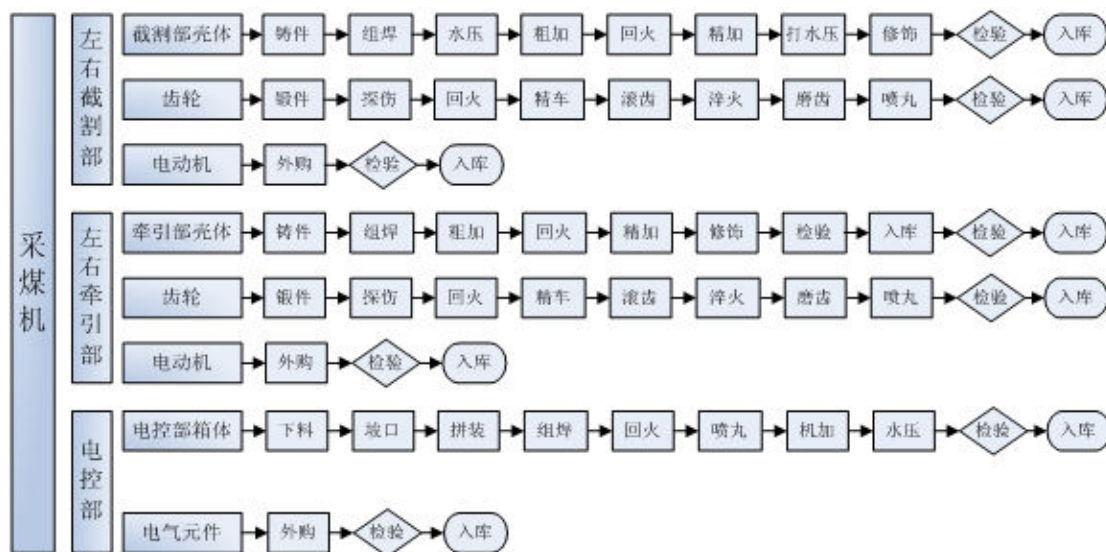 采煤机
左右截割部
截割部壳体 铸件 组焊 水压 粗加 回火 精加 打水压 修饰 检验 入库
齿轮 锻件 探伤 回火 精车 滚齿 淬火 磨齿 喷丸 检验 入库
电动机 外购 检验 入库
左右牵引部
牵引部壳体 铸件 组焊 粗加 回火 精加 修饰 检验 入库 检验 入库
齿轮 锻件 探伤 回火 精车 滚齿 淬火 磨齿 喷丸 检验 入库
电动机 外购 检验 入库
电控部
电控部箱体 下料 坡口 拼装 组焊 回火 喷丸 机加 水压 检验 入库
电气元件 外购 检验 入库